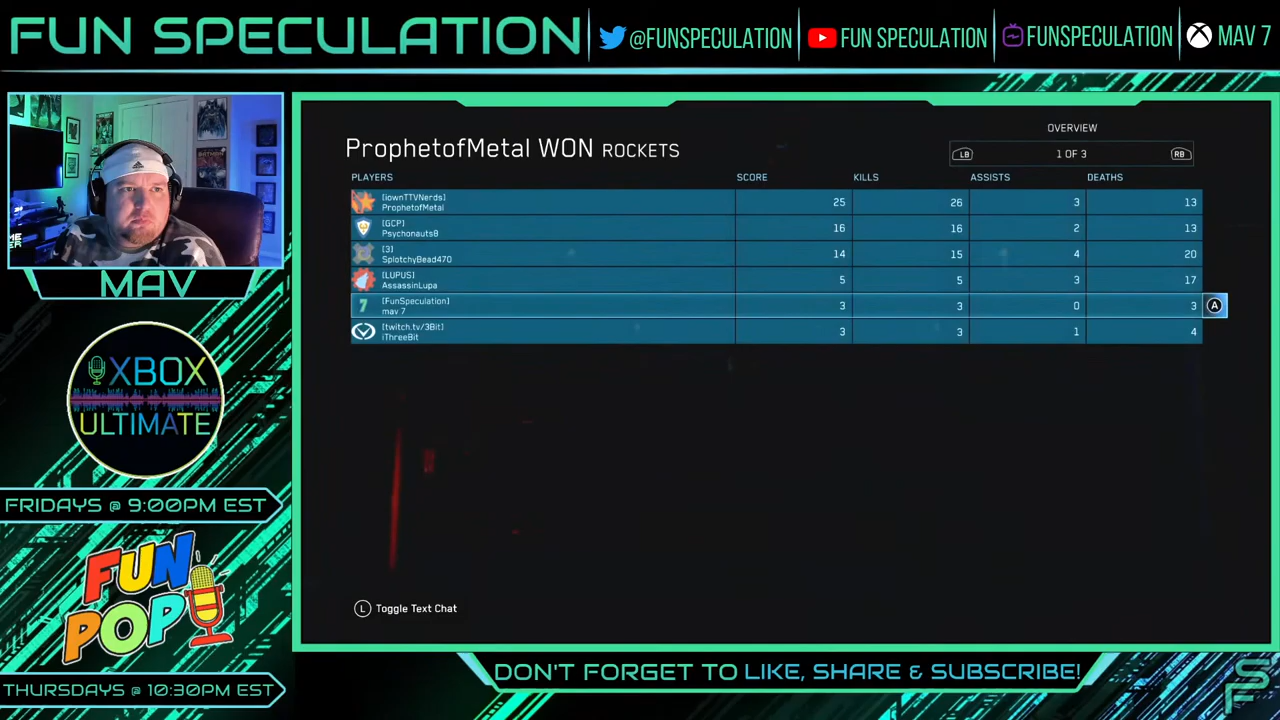 FUN SPECULATION
@FUNSPECULATION
FUN SPECULATION
FUNSPECULATION
MAV 7
MAV
XBOX
ULTIMATE
FRIDAYS @ 9:00PM EST
FUN
POP
THURSDAYS @ 10:30PM EST
ProphetofMetal WON ROCKETS
OVERVIEW
LB 1 OF 3 RB
PLAYERS SCORE KILLS ASSISTS DEATHS
[iownTTVNerds]
ProphetofMetal 25 26 3 13
[GCP]
Psychonauts8 16 16 2 13
[3]
SplotchyBead470 14 15 4 20
[LUPUS]
AssassinLupa 5 5 3 17
7 [FunSpeculation]
mav 7 3 3 0 3 A
[twitch.tv/3Bit]
iThreeBit 3 3 1 4
L Toggle Text Chat
DON'T FORGET TO LIKE, SHARE & SUBSCRIBE!